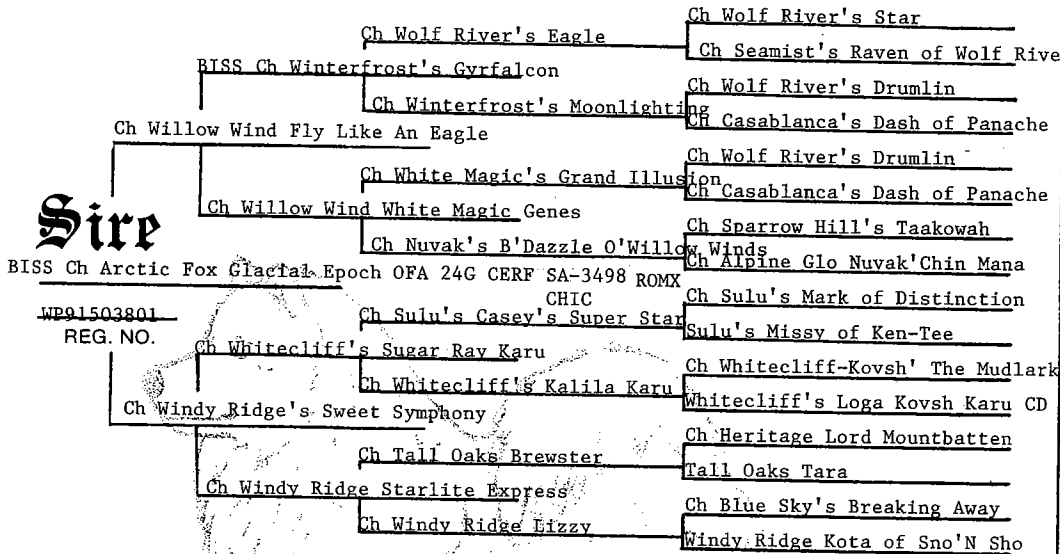 Ch Wolf River's Star
Ch Wolf River's Eagle
Ch Seamist's Raven of Wolf Rive
BISS Ch Winterfrost's Gyrfalcon
Ch Wolf River's Drumlin
Ch Winterfrost's Moonlighting
Ch Casablanca's Dash of Panache
Ch Willow Wind Fly Like An Eagle
Ch Wolf River's Drumlin
Ch White Magic's Grand Illusion
Ch Casablanca's Dash of Panache
Sire
Ch Willow Wind White Magic Genes
Ch Sparrow Hill's Taakowah
Ch Nuvak's B'Dazzle O'Willow Winds
Ch Alpine Glo Nuvak'Chin Mana
BISS Ch Arctic Fox Glacial Epoch OFA 24G CERF SA-3498 ROMX
CHIC
Ch Sulu's Mark of Distinction
WP91503801
Ch Sulu's Casey's Super Star
REG. NO.
Sulu's Missy of Ken-Tee
Ch Whitecliff's Sugar Ray Karu
Ch Whitecliff-Kovsh' The Mudlark
Ch Whitecliff's Kalila Karu
Whitecliff's Loga Kovsh Karu CD
Ch Windy Ridge's Sweet Symphony
Ch Heritage Lord Mountbatten
Ch Tall Oaks Brewster
Tall Oaks Tara
Ch Windy Ridge Starlite Express
Ch Blue Sky's Breaking Away
Ch Windy Ridge Lizzy
Windy Ridge Kota of Sno'N Sho